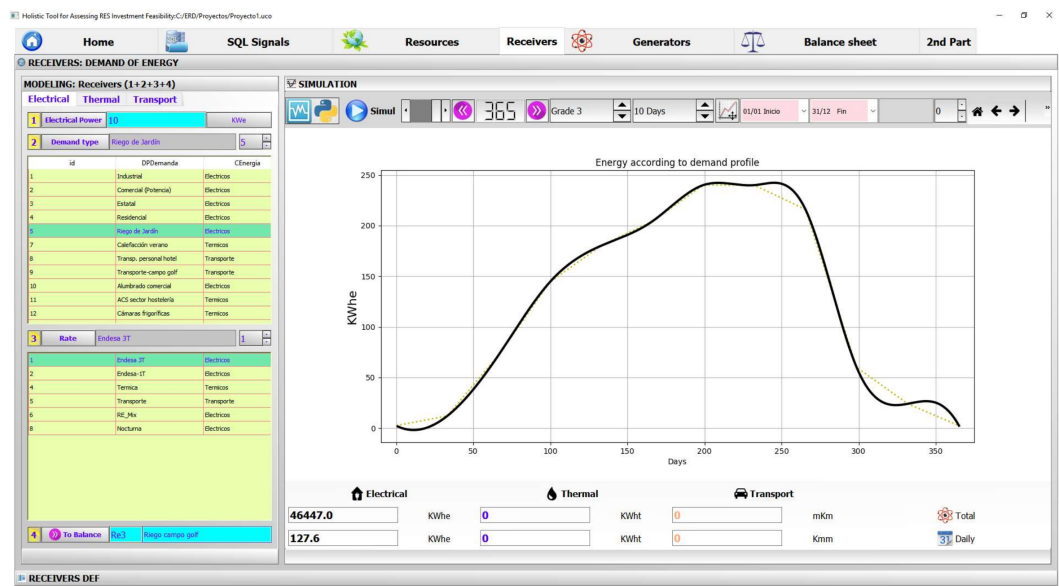 Holistic Tool for Assessing RES Investment Feasibility:C:/ERD/Proyectos/Proyecto1.uco
Home SQL Signals Resources Receivers Generators Balance sheet 2nd Part
RECEIVERS: DEMAND OF ENERGY
MODELING: Receivers (1+2+3+4)
Electrical Thermal Transport
1 Electrical Power 10 KWe
2 Demand type Riego de Jardín 5
id DPDemanda CEnergia
1 Industrial Electricos
2 Comercial (Potencia) Electricos
3 Estatal Electricos
4 Residencial Electricos
5 Riego de Jardín Electricos
7 Calefacción verano Termicos
8 Transp. personal hotel Transporte
9 Transporte-campo golf Transporte
10 Alumbrado comercial Electricos
11 ACS sector hostelería Termicos
12 Cámaras frigoríficas Termicos
3 Rate Endesa 3T 1
1 Endesa 3T Electricos
2 Endesa-1T Electricos
4 Termica Termicos
5 Transporte Transporte
6 RE_Mix Electricos
8 Nocturna Electricos
4 To Balance Re3 Riego campo golf
SIMULATION
Simul 365 Grade 3 10 Days 01/01 Inicio 31/12 Fin 0 »
Energy according to demand profile
KWhe
250
200
150
100
50
0
0 50 100 150 200 250 300 350
Days
Electrical Thermal Transport
46447.0 KWhe 0 KWht 0 mKm Total
127.6 KWhe 0 KWht 0 Kmm 31 Daily
RECEIVERS DEF